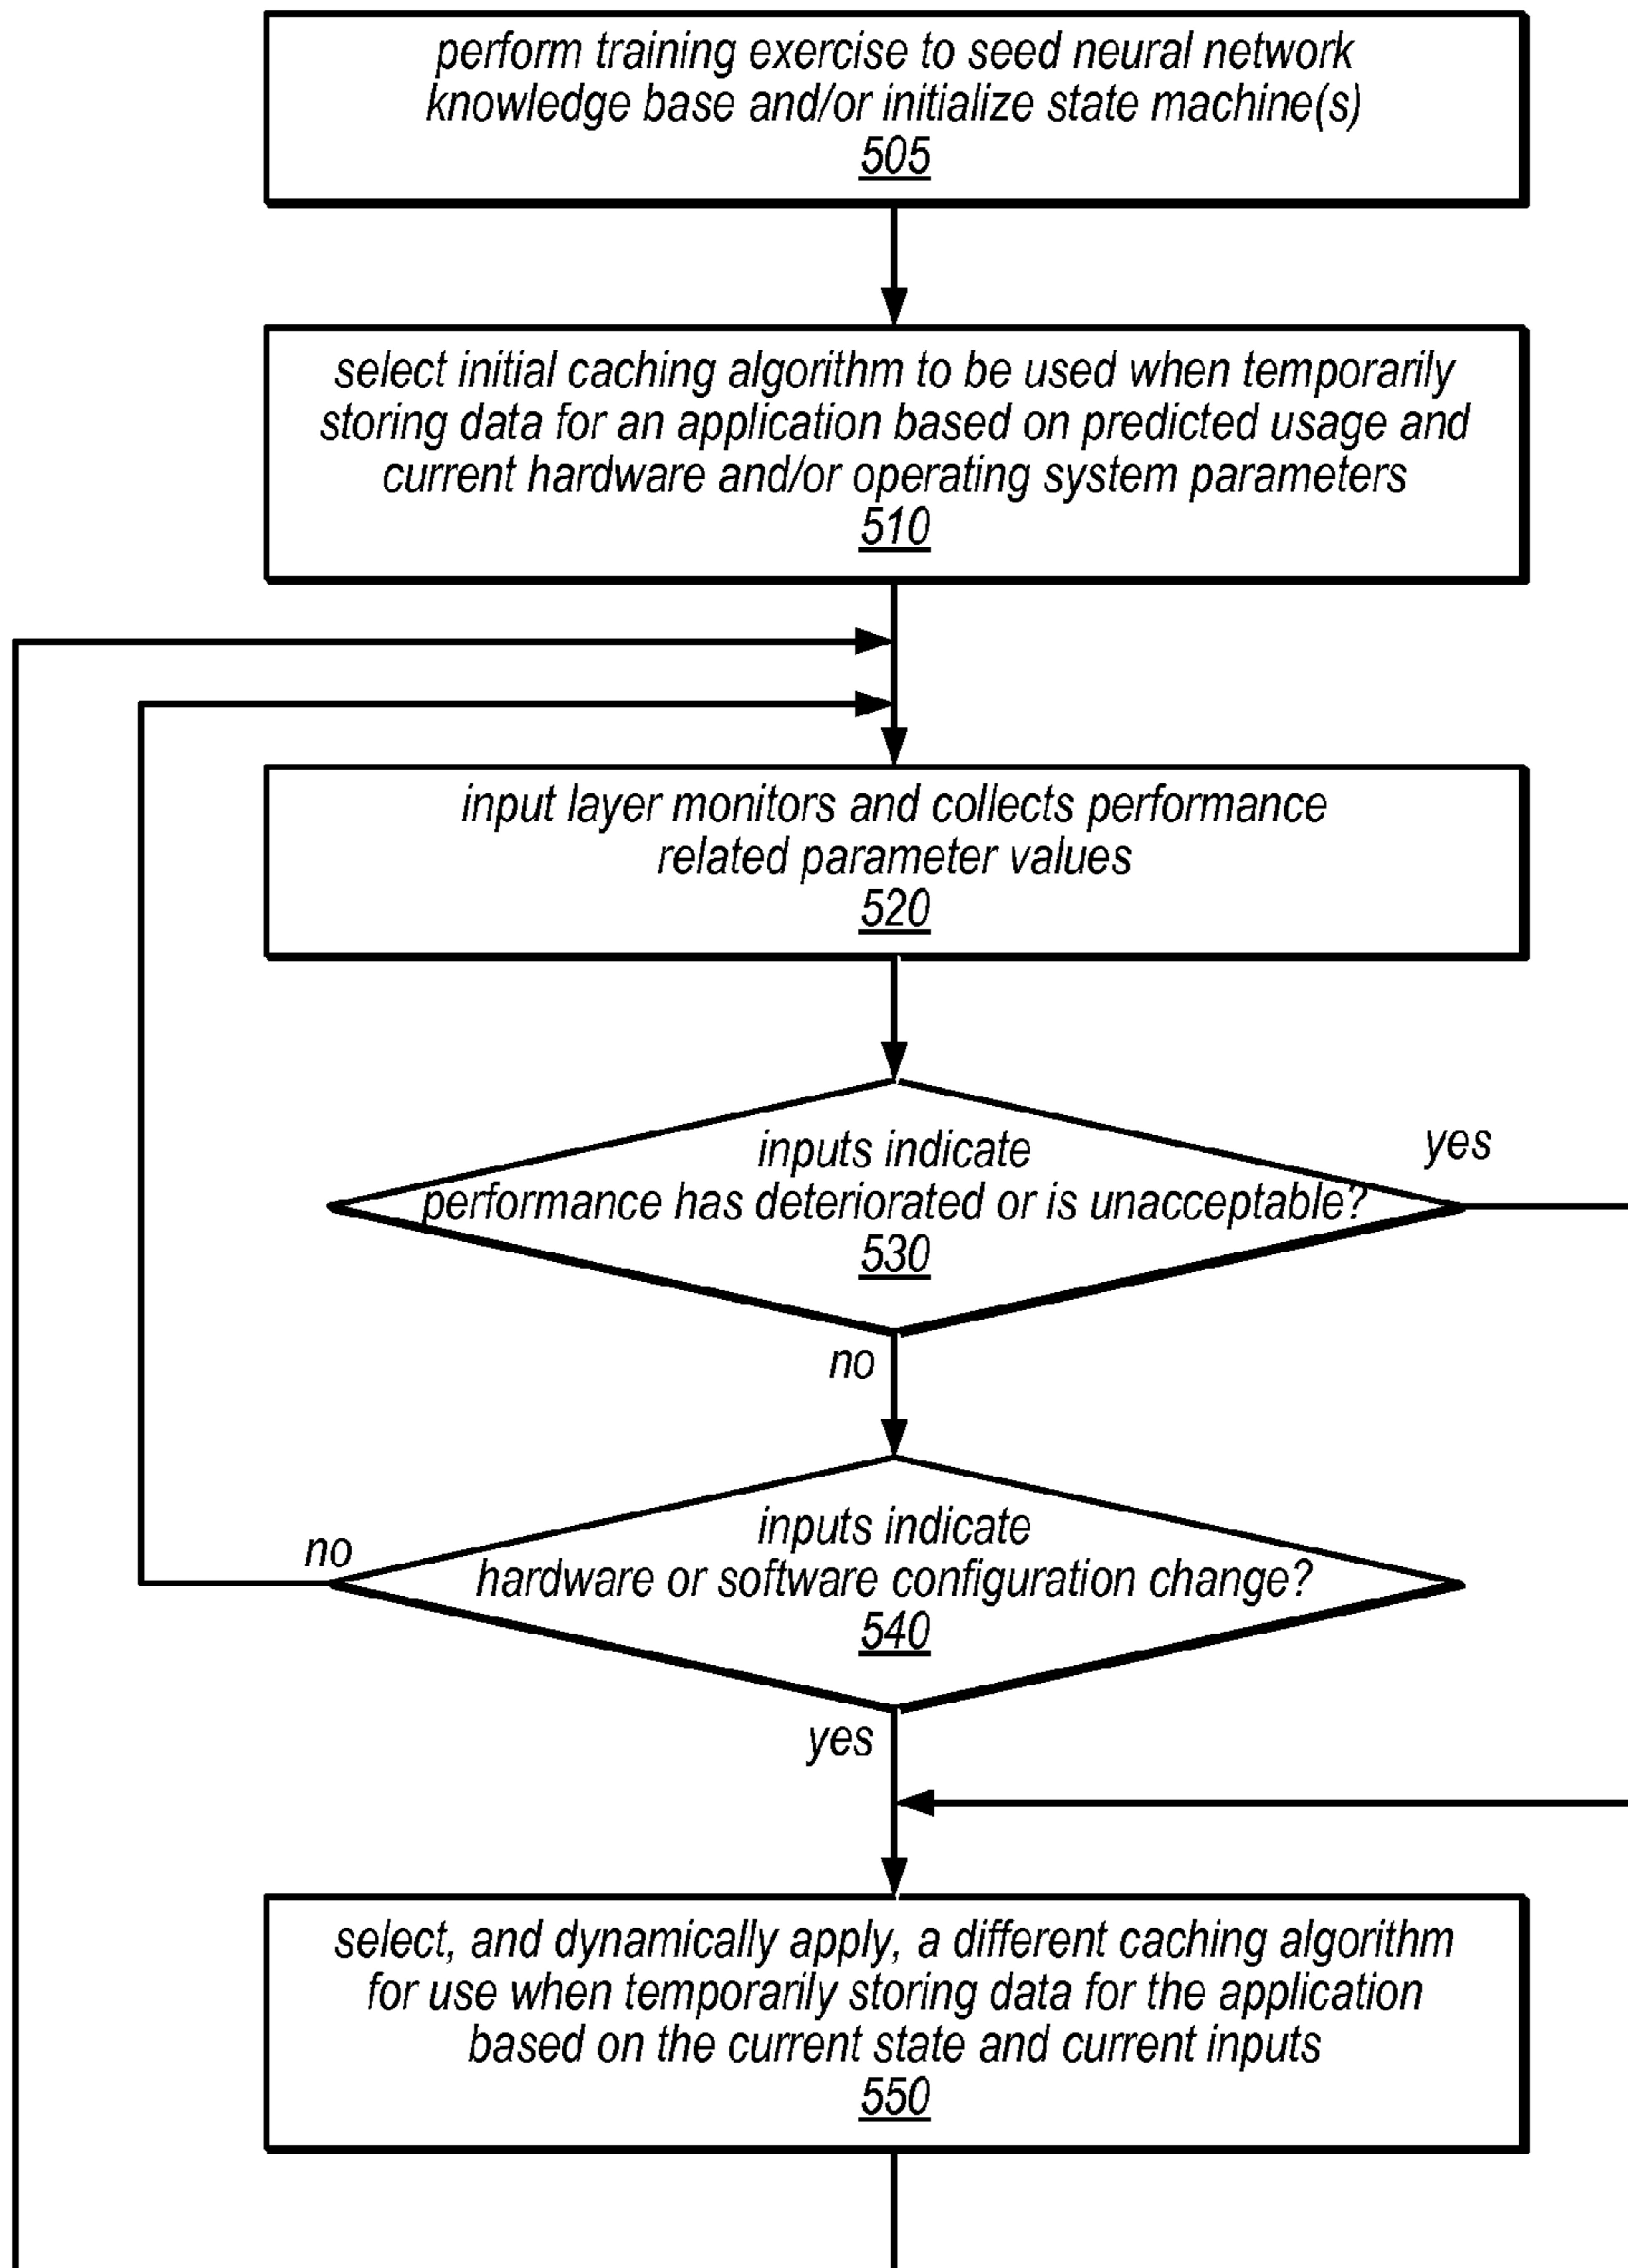 perform training exercise to seed neural network
knowledge base and/or initialize state machine(s)
505
select initial caching algorithm to be used when temporarily
storing data for an application based on predicted usage and
current hardware and/or operating system parameters
510
input layer monitors and collects performance
related parameter values
520
inputs indicate
performance has deteriorated or is unacceptable?
530
yes
no
inputs indicate
hardware or software configuration change?
540
no
yes
select, and dynamically apply, a different caching algorithm
for use when temporarily storing data for the application
based on the current state and current inputs
550